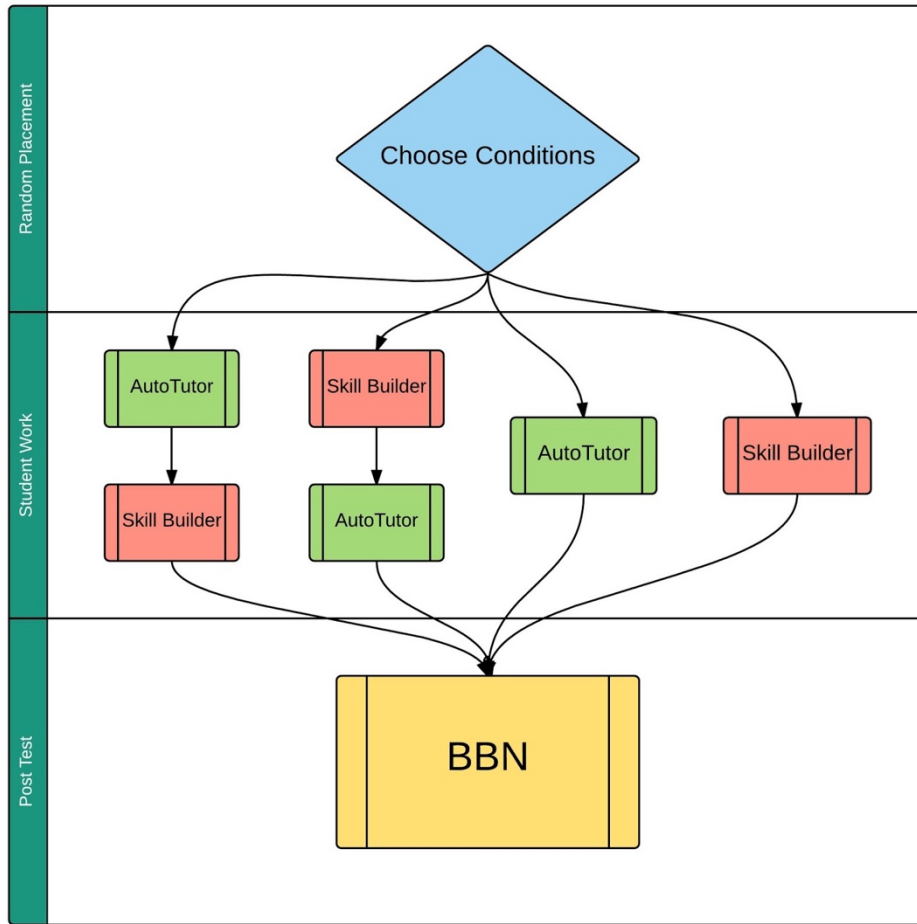 Random Placement
Choose Conditions
Student Work
AutoTutor
Skill Builder
Skill Builder
AutoTutor
AutoTutor
Skill Builder
Post Test
BBN